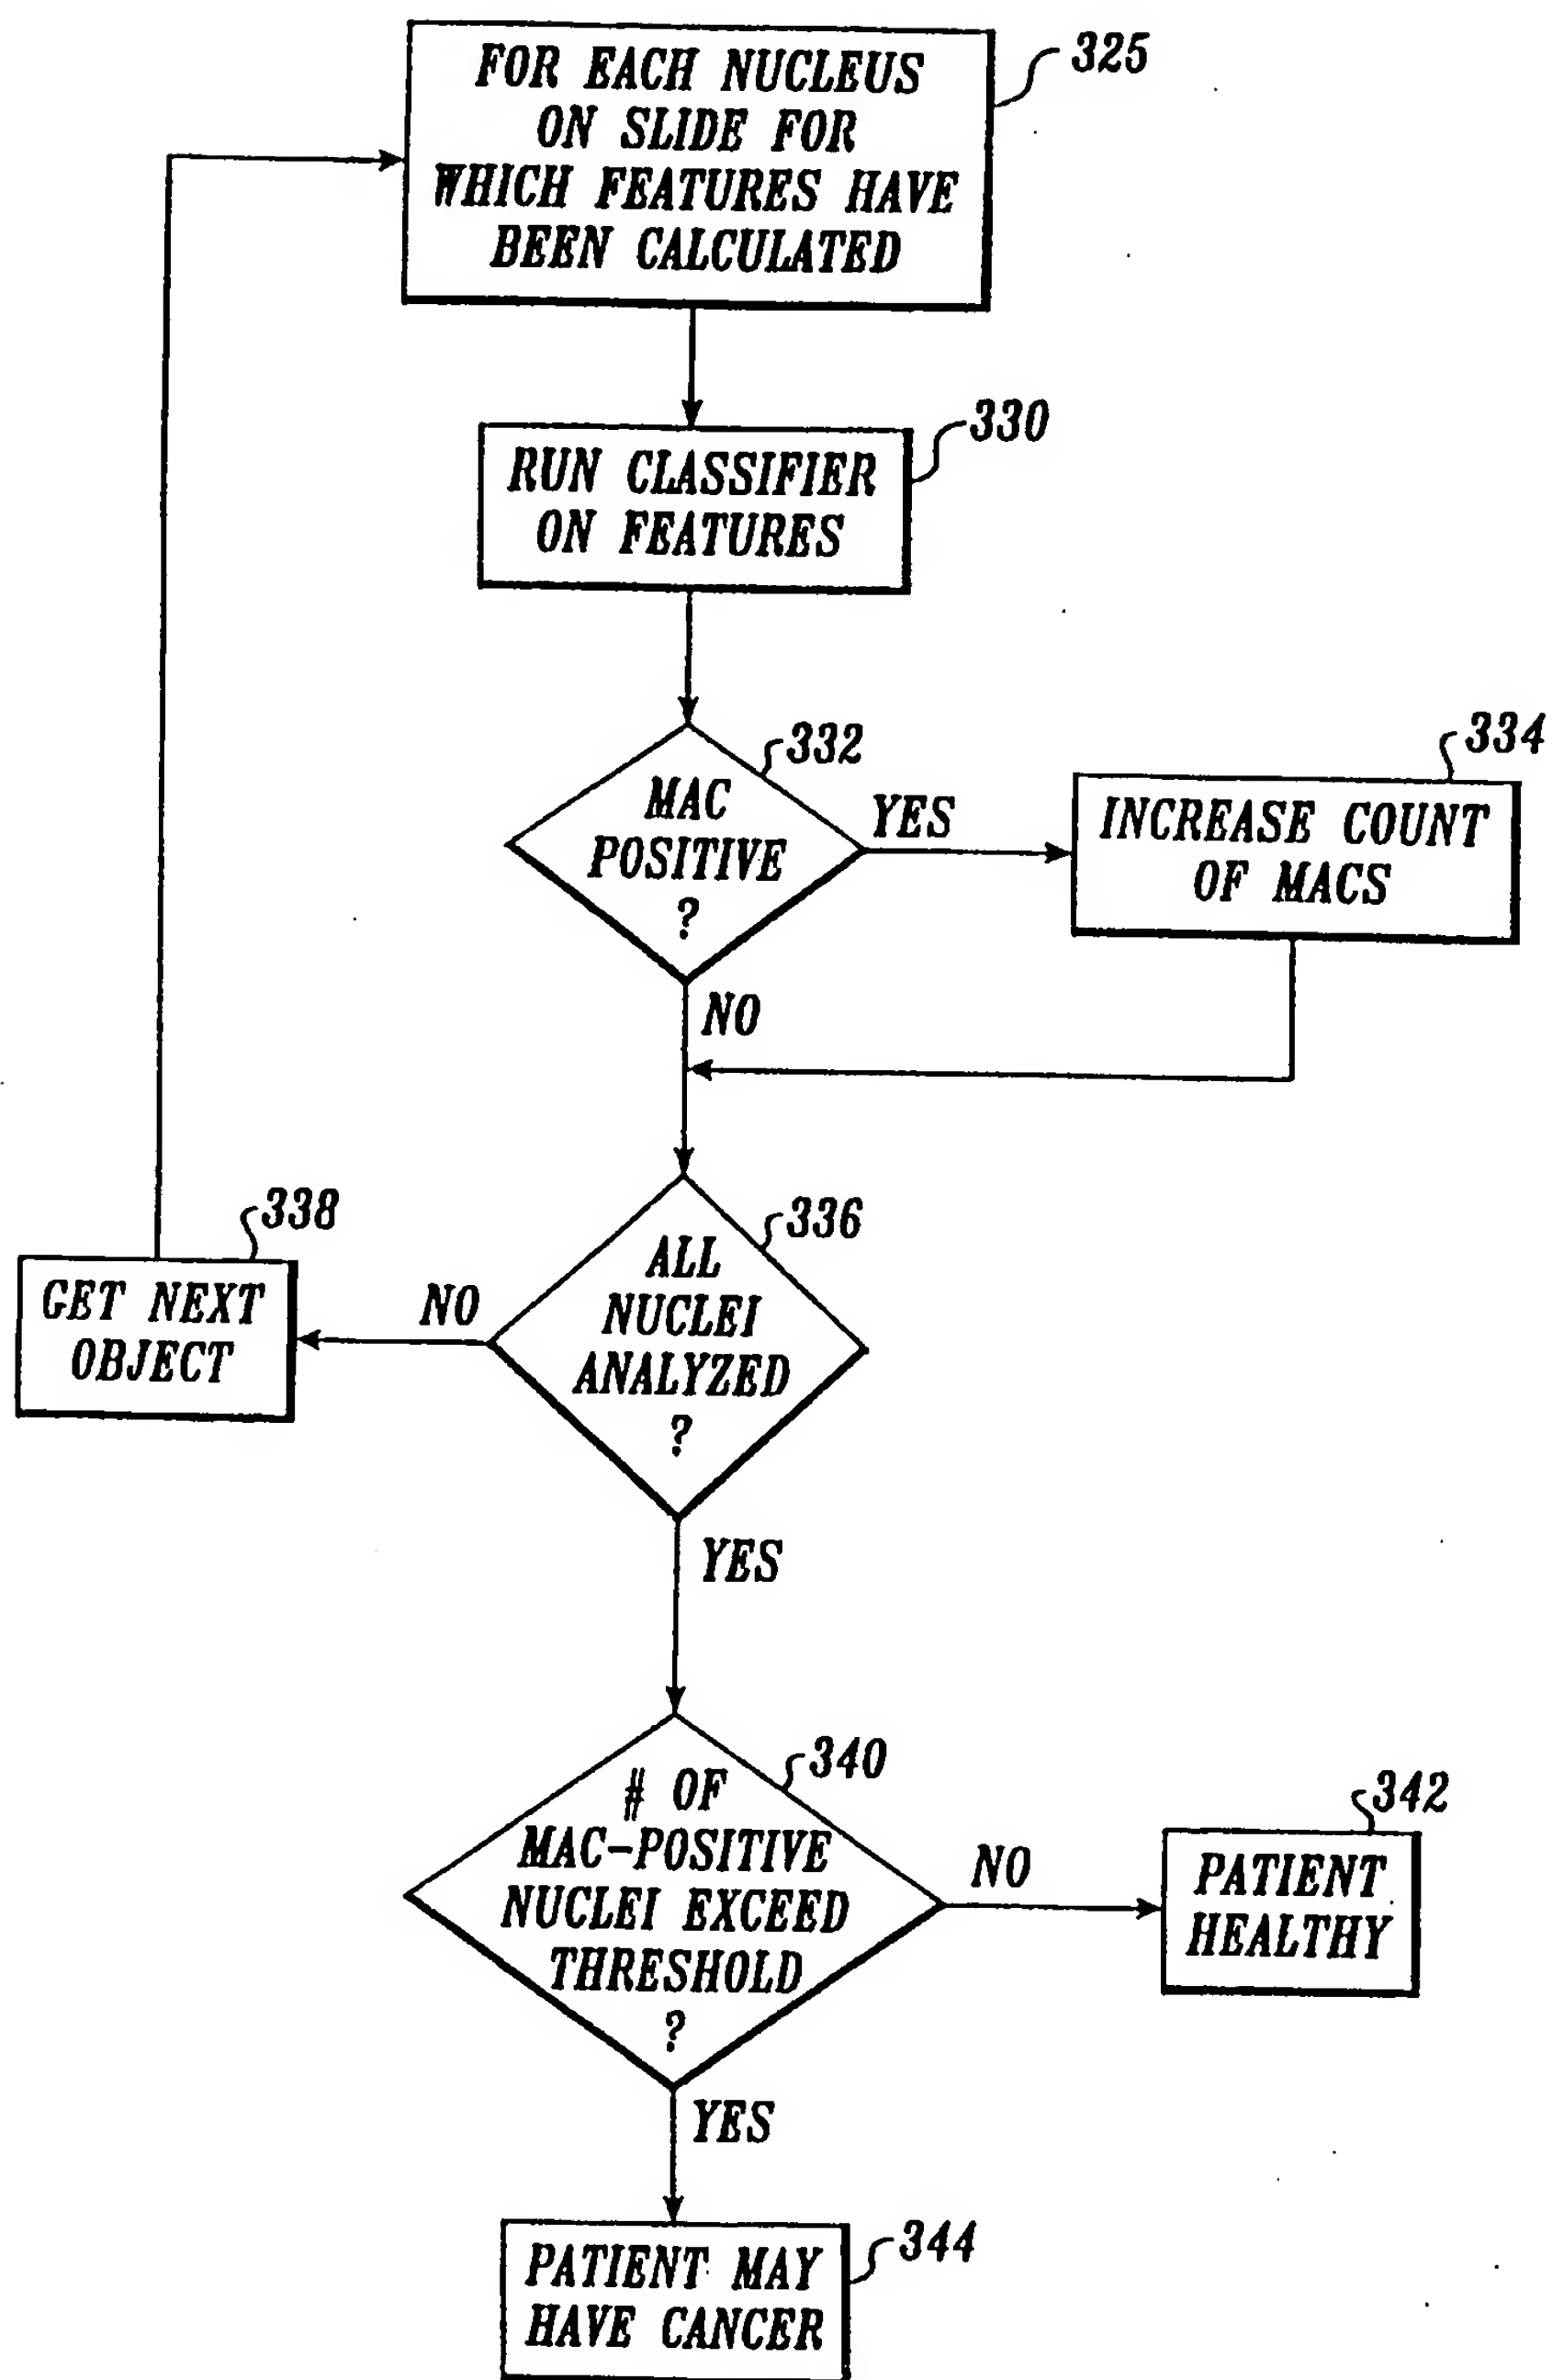 FOR EACH NUCLEUS
ON SLIDE FOR
WHICH FEATURES HAVE
BEEN CALCULATED
325
RUN CLASSIFIER
ON FEATURES
330
MAC
POSITIVE
?
332
YES
INCREASE COUNT
OF MACS
334
NO
ALL
NUCLEI
ANALYZED
?
336
NO
GET NEXT
OBJECT
338
YES
# OF
MAC-POSITIVE
NUCLEI EXCEED
THRESHOLD
?
340
NO
PATIENT
HEALTHY
342
YES
PATIENT MAY
HAVE CANCER
344